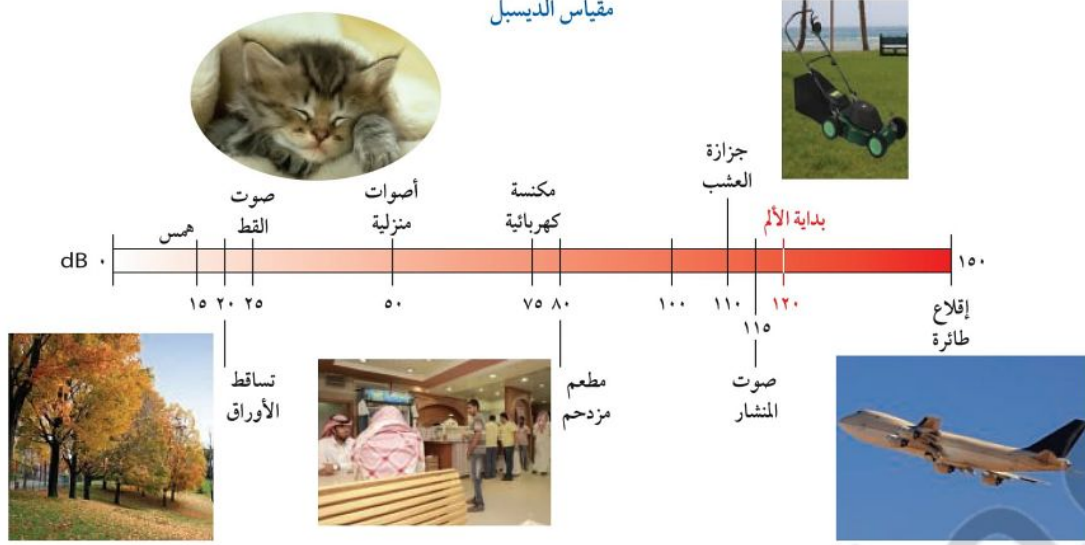 مقياس الديسبل
جزازة
العشب
مكنسة
كهربائية
أصوات
منزلية
صوت
القط
همس
بداية الألم
dB ٠
١٥٠
١٥ ٢٠ ٢٥ ٥٠ ٧٥ ٨٠ ١٠٠ ١١٠ ١٢٠
١١٥
إقلاع
طائرة
صوت
المنشار
مطعم
مزدحم
تساقط
الأوراق